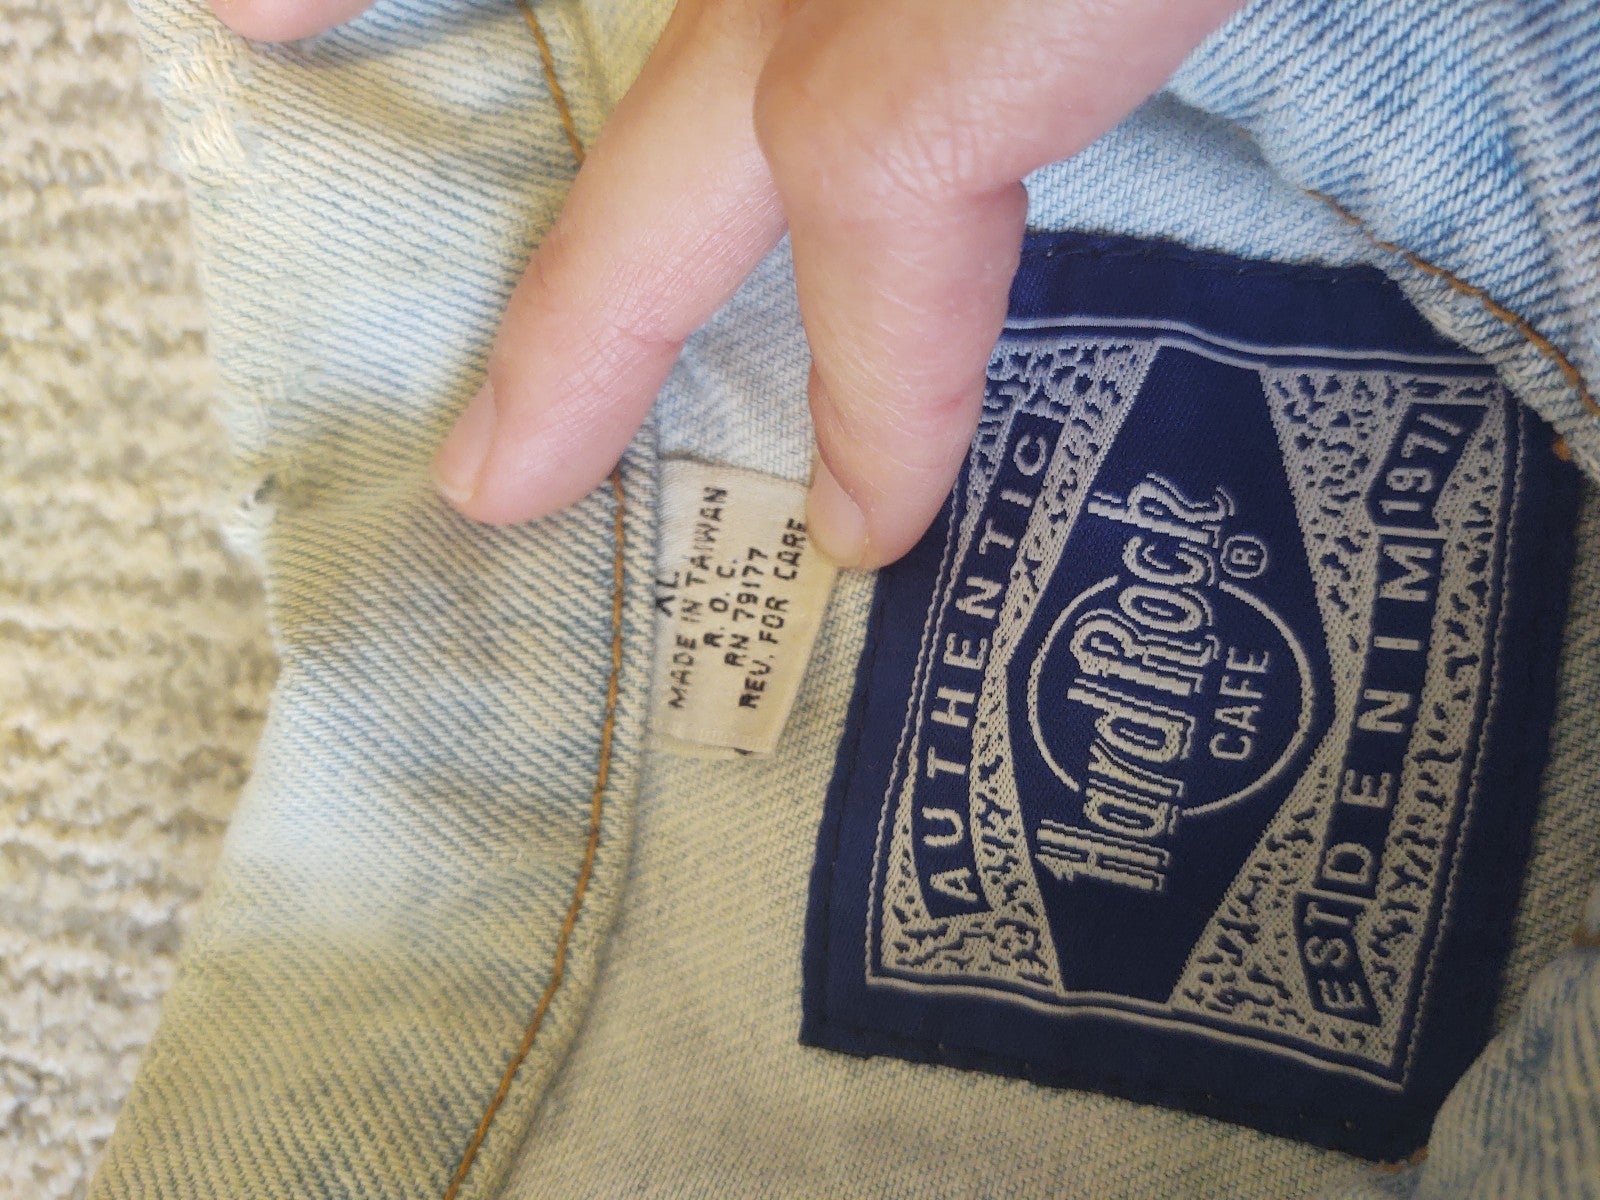 XL
MADE IN TAIWAN
R. O. C.
RN 79177
REV. FOR CARE
AUTHENTIC
Hard Rock
CAFE ®
EST DENIM 1971